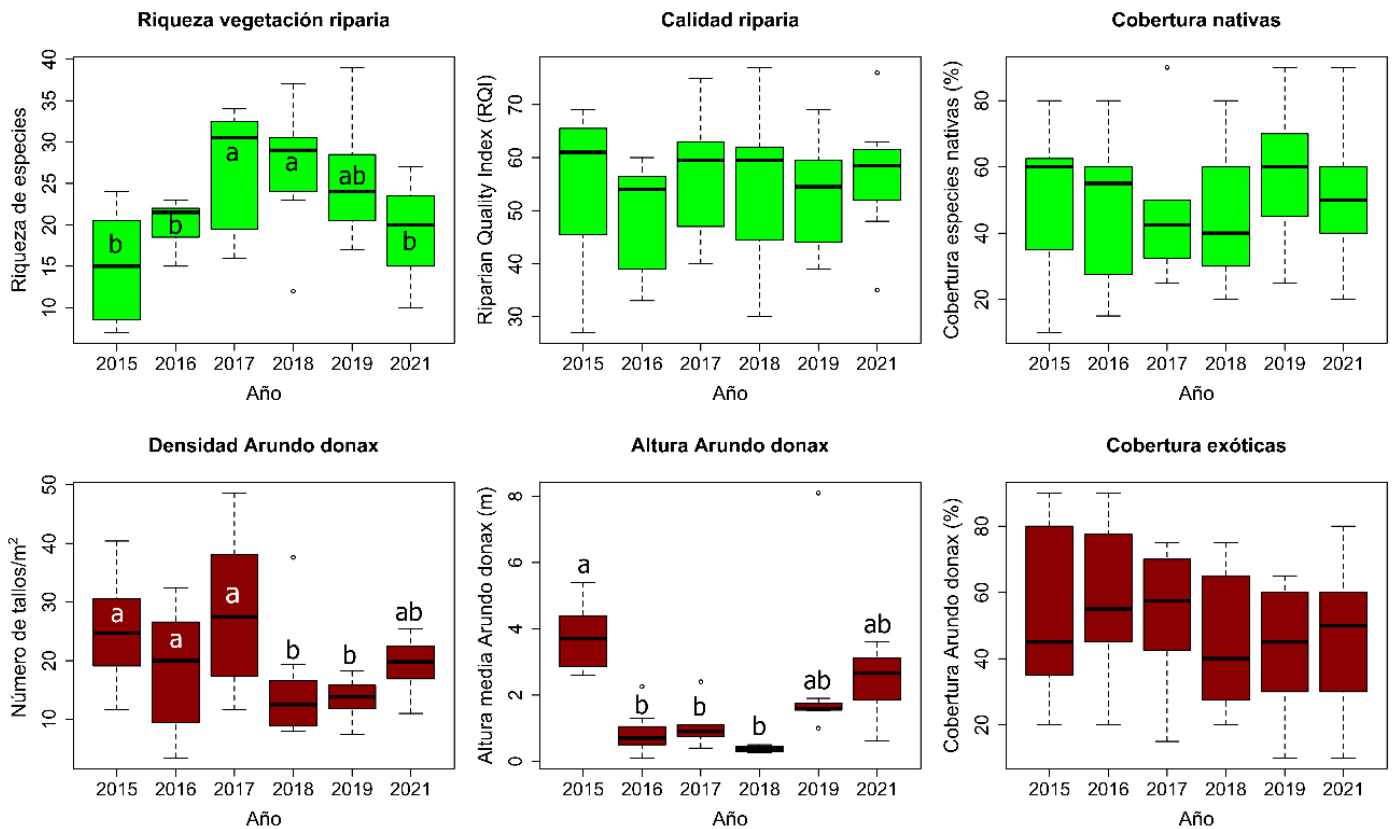 Riqueza vegetación riparia
Riqueza de especies
40
35
30
25
20
15
10
b
b
a
a
ab
b
2015 2016 2017 2018 2019 2021
Año
Calidad riparia
Riparian Quality Index (RQI)
70
60
50
40
30
2015 2016 2017 2018 2019 2021
Año
Cobertura nativas
Cobertura especies nativas (%)
80
60
40
20
2015 2016 2017 2018 2019 2021
Año
Densidad Arundo donax
Número de tallos/m²
50
40
30
20
10
a
a
a
b
b
ab
2015 2016 2017 2018 2019 2021
Año
Altura Arundo donax
Altura media Arundo donax (m)
8
6
4
2
0
a
b
b
b
ab
ab
2015 2016 2017 2018 2019 2021
Año
Cobertura exóticas
Cobertura Arundo donax (%)
80
60
40
20
2015 2016 2017 2018 2019 2021
Año